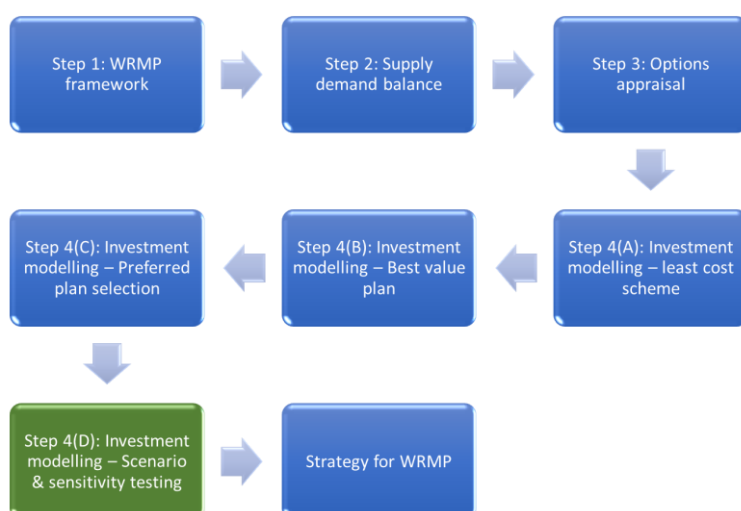 Step 1: WRMP
framework
Step 2: Supply
demand balance
Step 3: Options
appraisal
Step 4(A): Investment
modelling – least cost
scheme
Step 4(B): Investment
modelling – Best value
plan
Step 4(C): Investment
modelling – Preferred
plan selection
Step 4(D): Investment
modelling – Scenario
& sensitivity testing
Strategy for WRMP